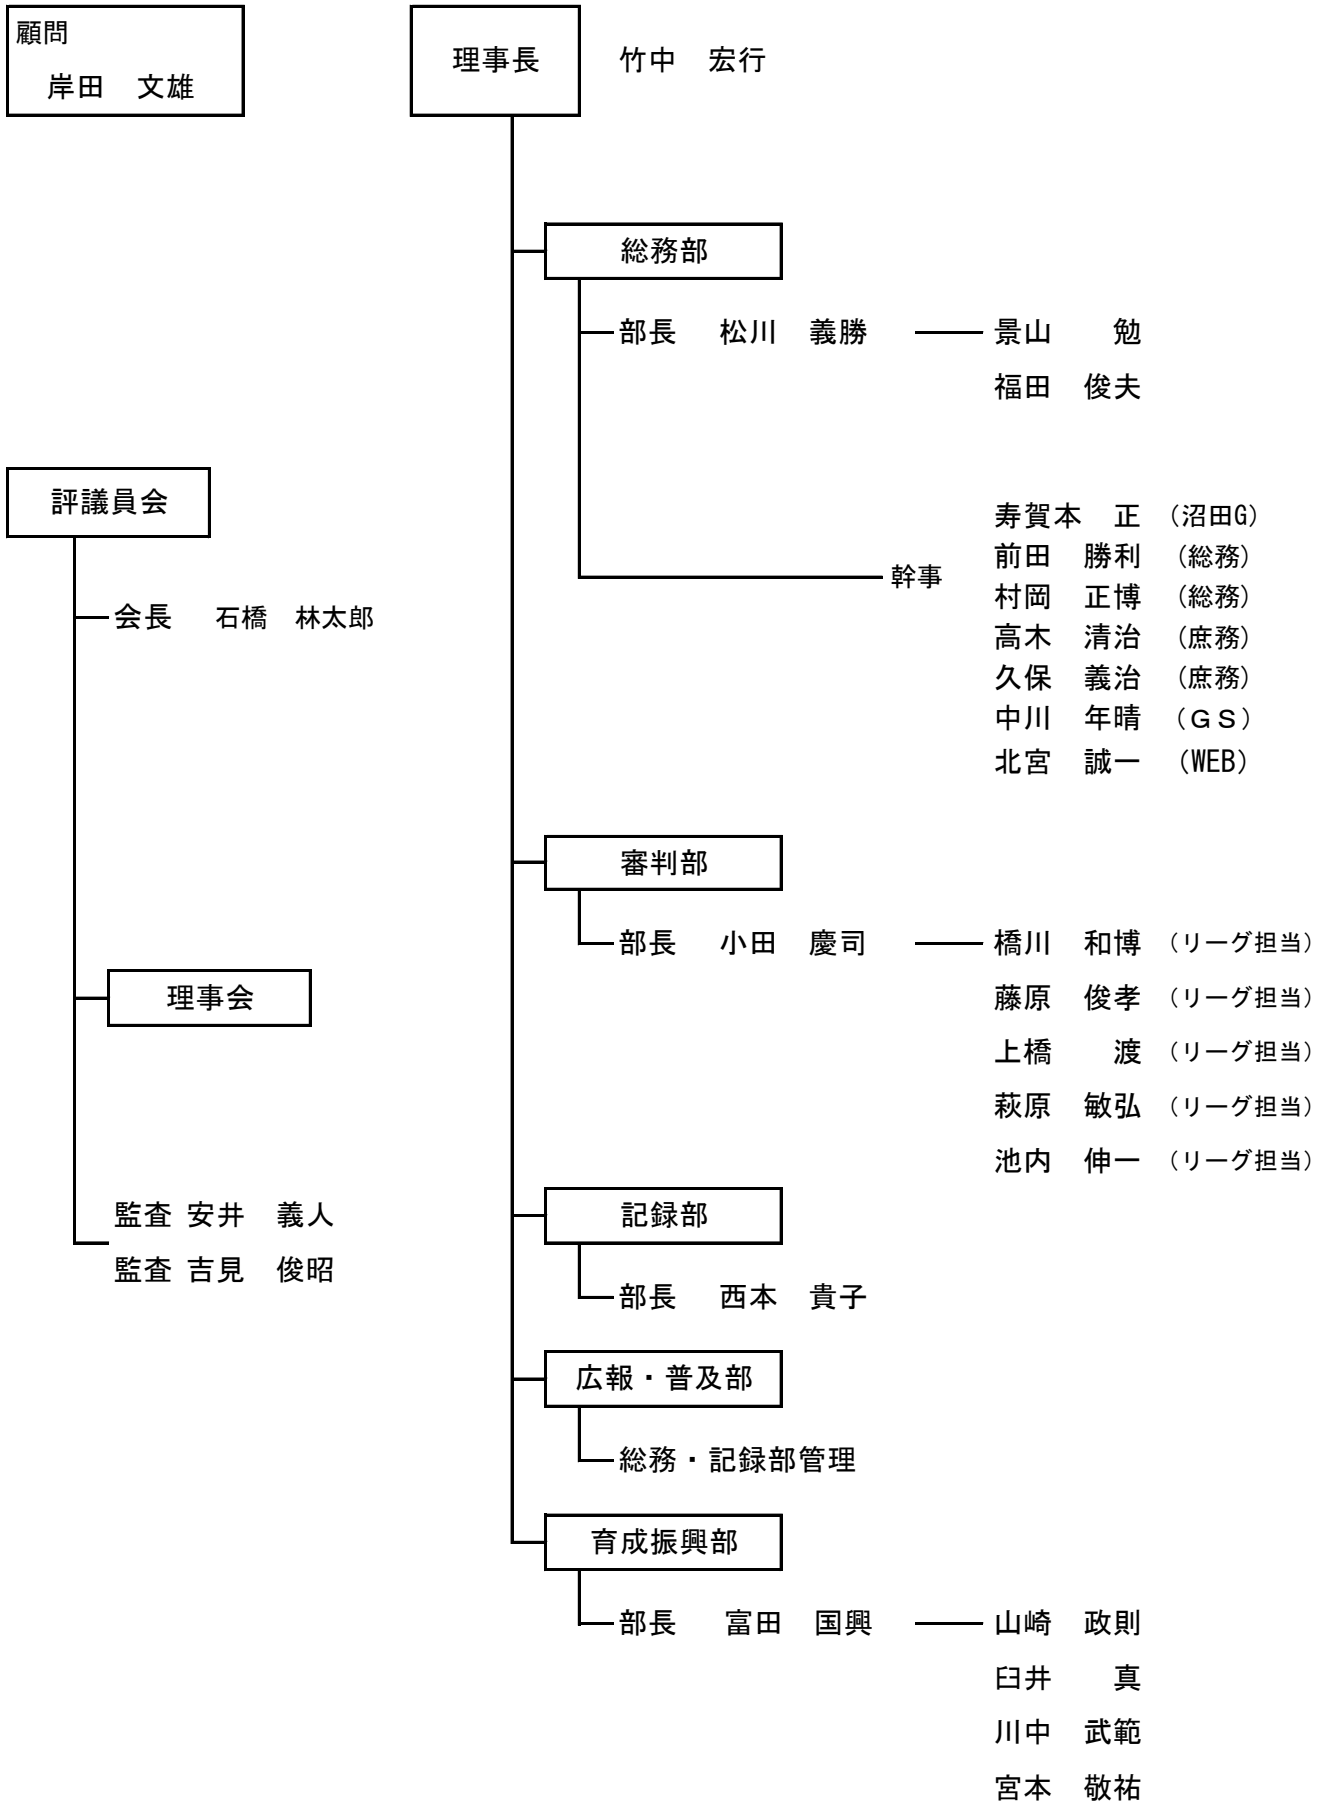 顧問
岸田　文雄
理事長　竹中　宏行
総務部
部長　松川　義勝　景山　　勉
福田　俊夫
評議員会
会長　石橋　林太郎
幹事
寿賀本　正　（沼田G）
前田　勝利　（総務）
村岡　正博　（総務）
高木　清治　（庶務）
久保　義治　（庶務）
中川　年晴　（ＧＳ）
北宮　誠一　（WEB）
審判部
部長　小田　慶司　橋川　和博　（リーグ担当）
藤原　俊孝　（リーグ担当）
上橋　　渡　（リーグ担当）
萩原　敏弘　（リーグ担当）
池内　伸一　（リーグ担当）
理事会
監査 安井　義人
監査 吉見　俊昭
記録部
部長　西本　貴子
広報・普及部
総務・記録部管理
育成振興部
部長　富田　国興　山崎　政則
臼井　　真
川中　武範
宮本　敬祐